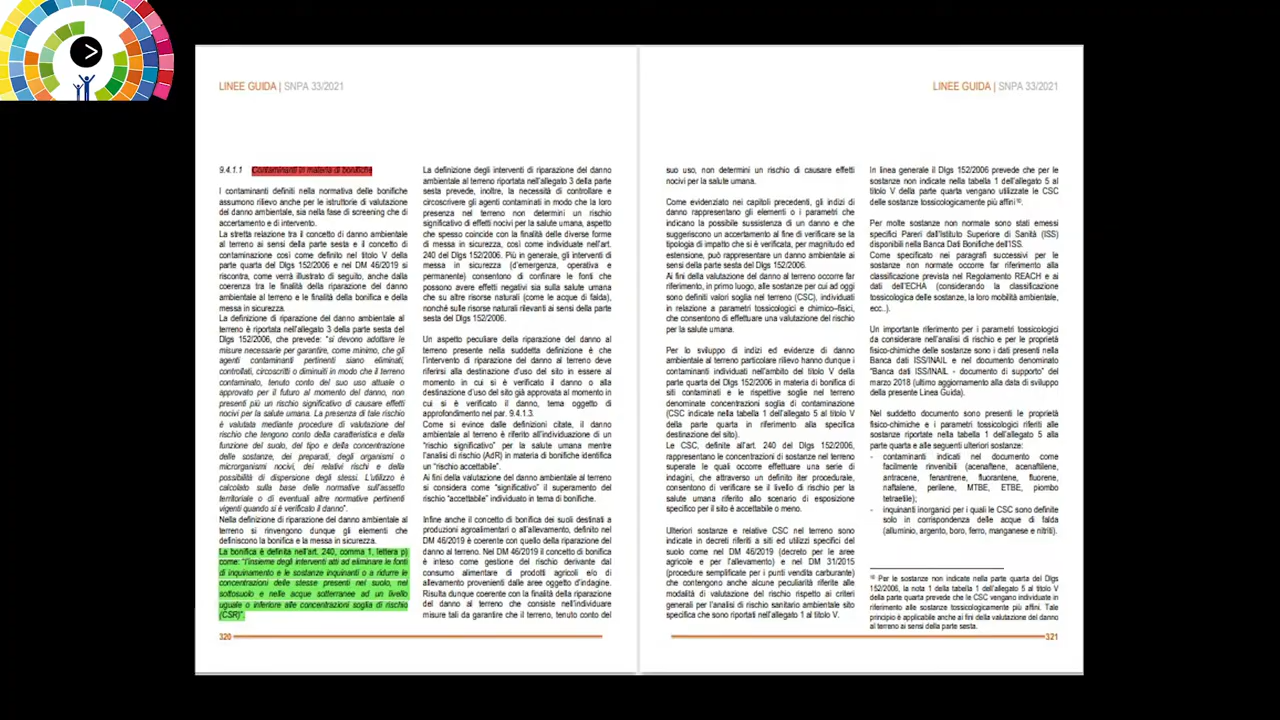 LINEE GUIDA | SNPA 33/2021
9.4.1.1 Contaminanti in materia di bonifiche
I contaminanti definiti nella normativa delle bonifiche
assumono rilievo anche per le istruttorie di valutazione
del danno ambientale, sia nella fase di screening che di
accertamento e di intervento.
La stretta relazione tra il concetto di danno ambientale
al terreno ai sensi della parte sesta e il concetto di
contaminazione così come definito nel titolo V della
parte quarta del Dlgs 152/2006 e nel DM 46/2019 si
riscontra, come verrà illustrato di seguito, anche dalla
coerenza tra le finalità della riparazione del danno
ambientale al terreno e le finalità della bonifica e della
messa in sicurezza.
La definizione di riparazione del danno ambientale al
terreno è riportata nell'allegato 3 della parte sesta del
Dlgs 152/2006, che prevede: "si devono adottare le
misure necessarie per garantire, come minimo, che gli
agenti contaminanti pertinenti siano eliminati,
controllati, circoscritti o diminuiti in modo che il terreno
contaminato, tenuto conto del suo uso attuale o
approvato per il futuro al momento del danno, non
presenti più un rischio significativo di causare effetti
nocivi per la salute umana. La presenza di tale rischio
è valutata mediante procedure di valutazione del
rischio che tengono conto della caratteristica e della
funzione del suolo, del tipo e della concentrazione
delle sostanze, dei preparati, degli organismi o
microrganismi nocivi, dei relativi rischi e della
possibilità di dispersione degli stessi. L'utilizzo è
calcolato sulla base delle normative sull'assetto
territoriale o di eventuali altre normative pertinenti
vigenti quando si è verificato il danno".
Nella definizione di riparazione del danno ambientale al
terreno si rinvengono dunque gli elementi che
definiscono la bonifica e la messa in sicurezza.
La bonifica è definita nell'art. 240, comma 1, lettera p)
come: "l'insieme degli interventi atti ad eliminare le fonti
di inquinamento e le sostanze inquinanti o a ridurre le
concentrazioni delle stesse presenti nel suolo, nel
sottosuolo e nelle acque sotterranee ad un livello
uguale o inferiore alle concentrazioni soglia di rischio
(CSR)".
La definizione degli interventi di riparazione del danno
ambientale al terreno riportata nell'allegato 3 della parte
sesta prevede, inoltre, la necessità di controllare e
circoscrivere gli agenti contaminati in modo che la loro
presenza nel terreno non determini un rischio
significativo di effetti nocivi per la salute umana, aspetto
che spesso coincide con la finalità delle diverse forme
di messa in sicurezza, così come individuate nell'art.
240 del Dlgs 152/2006. Più in generale, gli interventi di
messa in sicurezza (d'emergenza, operativa e
permanente) consentono di confinare le fonti che
possono avere effetti negativi sia sulla salute umana
che su altre risorse naturali (come le acque di falda),
nonché sulle risorse naturali rilevanti ai sensi della parte
sesta del Dlgs 152/2006.
Un aspetto peculiare della riparazione del danno al
terreno presente nella suddetta definizione è che
l'intervento di riparazione del danno al terreno deve
riferirsi alla destinazione d'uso del sito in essere al
momento in cui si è verificato il danno o alla
destinazione d'uso del sito già approvata al momento in
cui si è verificato il danno, tema oggetto di
approfondimento nel par. 9.4.1.3.
Come si evince dalle definizioni citate, il danno
ambientale al terreno è riferito all'individuazione di un
"rischio significativo" per la salute umana mentre
l'analisi di rischio (AdR) in materia di bonifiche identifica
un "rischio accettabile".
Ai fini della valutazione del danno ambientale al terreno
si considera come "significativo" il superamento del
rischio "accettabile" individuato in tema di bonifiche.
Infine anche il concetto di bonifica dei suoli destinati a
produzioni agroalimentari o all'allevamento, definito nel
DM 46/2019 è coerente con quello della riparazione del
danno al terreno. Nel DM 46/2019 il concetto di bonifica
è inteso come gestione del rischio derivante dal
consumo alimentare di prodotti agricoli e/o di
allevamento provenienti dalle aree oggetto d'indagine.
Risulta dunque coerente con la finalità della riparazione
del danno al terreno che consiste nell'individuare
misure tali da garantire che il terreno, tenuto conto del
320
LINEE GUIDA | SNPA 33/2021
suo uso, non determini un rischio di causare effetti
nocivi per la salute umana.
Come evidenziato nei capitoli precedenti, gli indizi di
danno rappresentano gli elementi o i parametri che
indicano la possibile sussistenza di un danno e che
suggeriscono un accertamento al fine di verificare se la
tipologia di impatto che si è verificata, per magnitudo ed
estensione, può rappresentare un danno ambientale ai
sensi della parte sesta del Dlgs 152/2006.
Ai fini della valutazione del danno al terreno occorre far
riferimento, in primo luogo, alle sostanze per cui ad oggi
sono definiti valori soglia nel terreno (CSC), individuati
in relazione a parametri tossicologici e chimico–fisici,
che consentono di effettuare una valutazione del rischio
per la salute umana.
Per lo sviluppo di indizi ed evidenze di danno
ambientale al terreno particolare rilievo hanno dunque i
contaminanti individuati nell'ambito del titolo V della
parte quarta del Dlgs 152/2006 in materia di bonifica di
siti contaminati e le rispettive soglie nel terreno
denominate concentrazioni soglia di contaminazione
(CSC indicate nella tabella 1 dell'allegato 5 al titolo V
della parte quarta in riferimento alla specifica
destinazione del sito).
Le CSC, definite all'art. 240 del Dlgs 152/2006,
rappresentano le concentrazioni di sostanze nel terreno
superate le quali occorre effettuare una serie di
indagini, che attraverso un definito iter procedurale,
consentono di verificare se il livello di rischio per la
salute umana riferito allo scenario di esposizione
specifico per il sito è accettabile o meno.
Ulteriori sostanze e relative CSC nel terreno sono
indicate in decreti riferiti a siti ed utilizzi specifici del
suolo come nel DM 46/2019 (decreto per le aree
agricole e per l'allevamento) e nel DM 31/2015
(procedure semplificate per i punti vendita carburante)
che contengono anche alcune peculiarità riferite alle
modalità di valutazione del rischio rispetto ai criteri
generali per l'analisi di rischio sanitario ambientale sito
specifica che sono riportati nell'allegato 1 al titolo V.
In linea generale il Dlgs 152/2006 prevede che per le
sostanze non indicate nella tabella 1 dell'allegato 5 al
titolo V della parte quarta vengano utilizzate le CSC
delle sostanze tossicologicamente più affini¹⁰.
Per molte sostanze non normate sono stati emessi
specifici Pareri dall'Istituto Superiore di Sanità (ISS)
disponibili nella Banca Dati Bonifiche dell'ISS.
Come specificato nei paragrafi successivi per le
sostanze non normate occorre far riferimento alla
classificazione prevista nel Regolamento REACH e ai
dati dell'ECHA (considerando la classificazione
tossicologica delle sostanze, la loro mobilità ambientale,
ecc..).
Un importante riferimento per i parametri tossicologici
da considerare nell'analisi di rischio e per le proprietà
fisico-chimiche delle sostanze sono i dati presenti nella
Banca dati ISS/INAIL e nel documento denominato
"Banca dati ISS/INAIL - documento di supporto" del
marzo 2018 (ultimo aggiornamento alla data di sviluppo
della presente Linea Guida).
Nel suddetto documento sono presenti le proprietà
fisico-chimiche e i parametri tossicologici riferiti alle
sostanze riportate nella tabella 1 dell'allegato 5 alla
parte quarta e alle seguenti ulteriori sostanze:
- contaminanti indicati nel documento come
facilmente rinvenibili (acenaftene, acenaftilene,
antracene, fenantrene, fluorantene, fluorene,
naftalene, perilene, MTBE, ETBE, piombo
tetraetile);
- inquinanti inorganici per i quali le CSC sono definite
solo in corrispondenza delle acque di falda
(alluminio, argento, boro, ferro, manganese e nitriti).
¹⁰ Per le sostanze non indicate nella parte quarta del Dlgs
152/2006, la nota 1 della tabella 1 dell'allegato 5 al titolo V
della parte quarta prevede che le CSC vengano individuate in
riferimento alle sostanze tossicologicamente più affini. Tale
principio è applicabile anche ai fini della valutazione del danno
al terreno ai sensi della parte sesta.
321